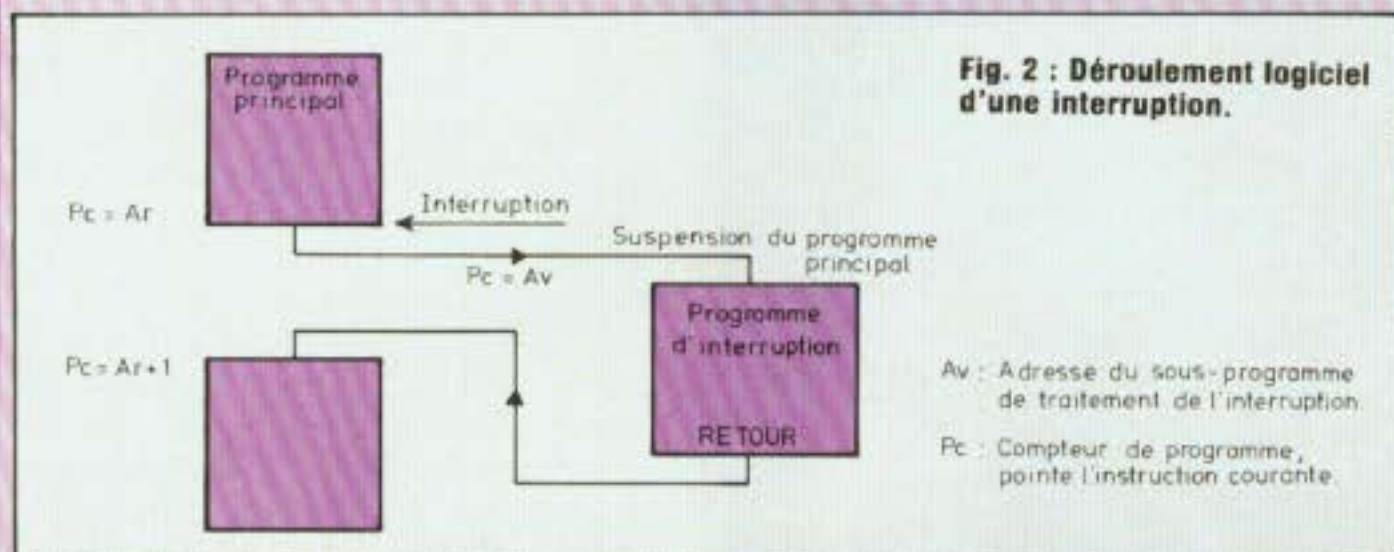 Fig. 2 : Déroulement logiciel
d'une interruption.
Programme
principal
Pc = Ar
Interruption
Suspension du programme
principal
Pc = Av
Programme
d'interruption
RETOUR
Pc = Ar + 1
Av : Adresse du sous-programme
de traitement de l'interruption.
Pc : Compteur de programme,
pointe l'instruction courante.